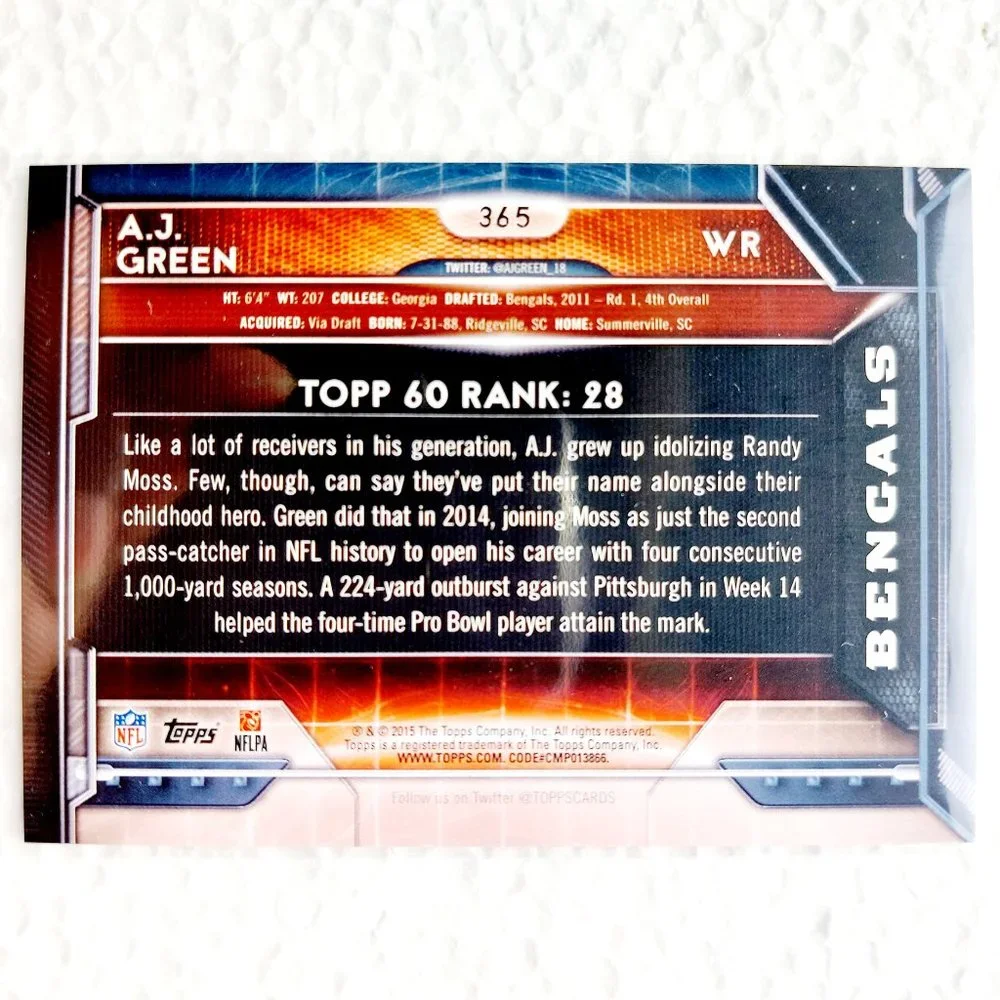 365
A.J.
GREEN
WR
TWITTER: @AJGREEN_18
HT: 6'4" WT: 207 COLLEGE: Georgia DRAFTED: Bengals, 2011 – Rd. 1, 4th Overall
ACQUIRED: Via Draft BORN: 7-31-88, Ridgeville, SC HOME: Summerville, SC
TOPP 60 RANK: 28
Like a lot of receivers in his generation, A.J. grew up idolizing Randy
Moss. Few, though, can say they've put their name alongside their
childhood hero. Green did that in 2014, joining Moss as just the second
pass-catcher in NFL history to open his career with four consecutive
1,000-yard seasons. A 224-yard outburst against Pittsburgh in Week 14
helped the four-time Pro Bowl player attain the mark.
BENGALS
NFL
Topps
NFLPA
® & © 2015 The Topps Company, Inc. All rights reserved.
Topps is a registered trademark of The Topps Company, Inc.
WWW.TOPPS.COM. CODE#CMP013866.
Follow us on Twitter @TOPPSCARDS